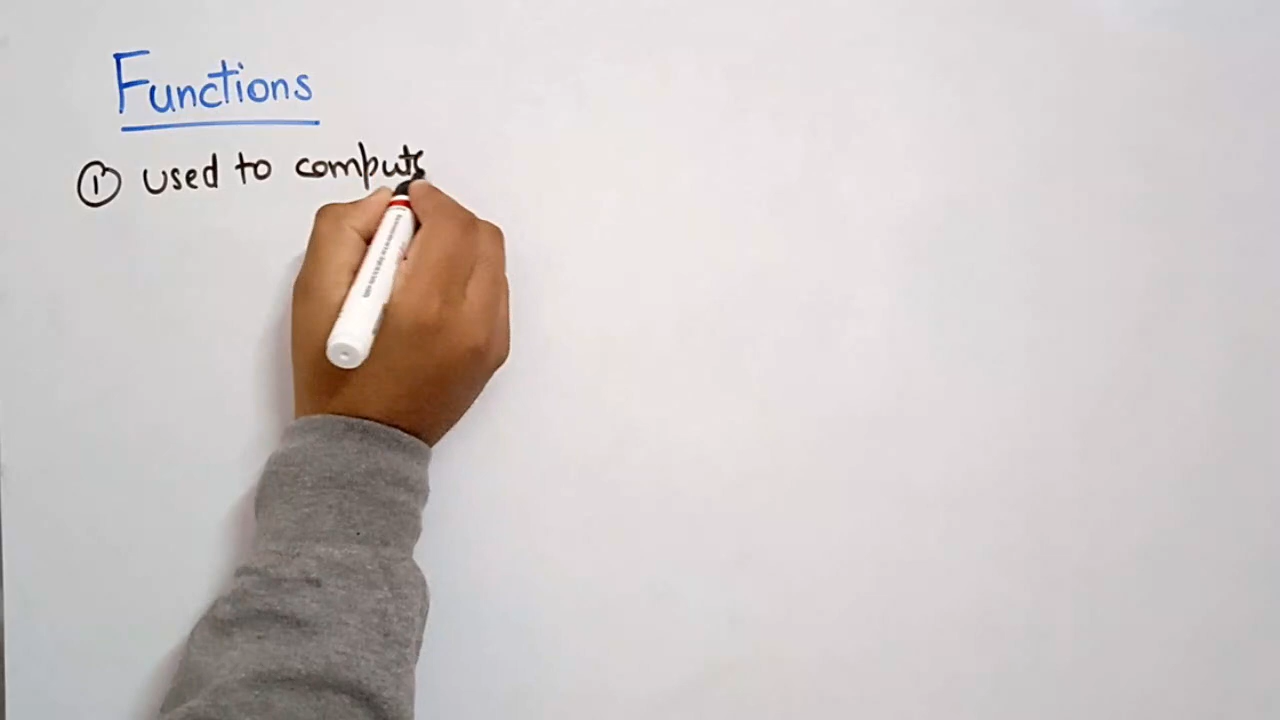 Functions
① used to compute